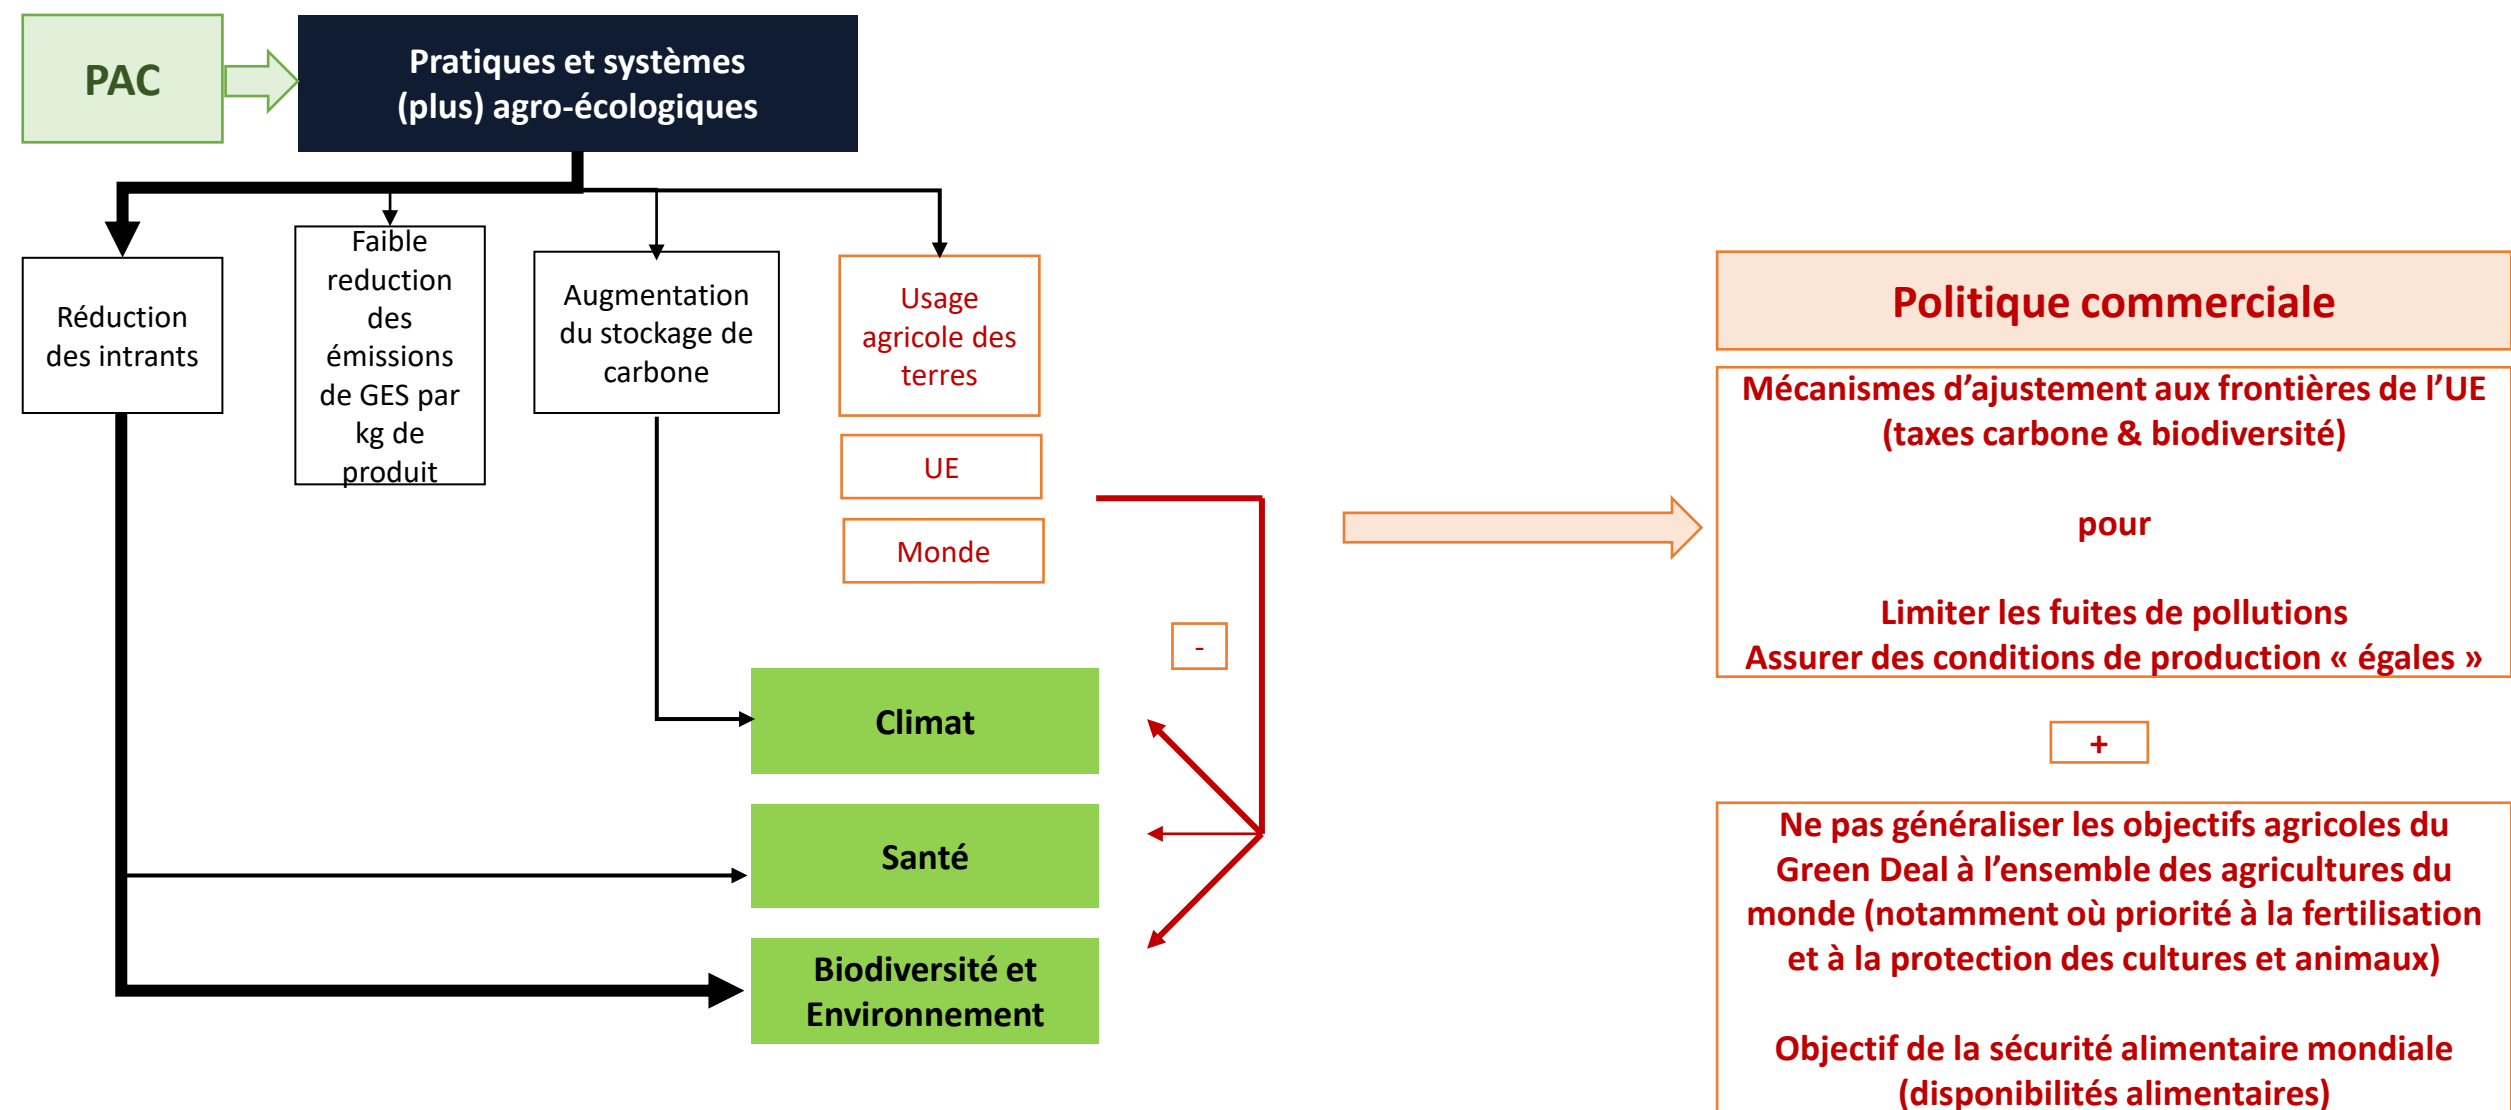 PAC
Pratiques et systèmes
(plus) agro-écologiques
Réduction
des intrants
Faible
reduction
des
émissions
de GES par
kg de
produit
Augmentation
du stockage de
carbone
Usage
agricole des
terres
UE
Monde
-
Climat
Santé
Biodiversité et
Environnement
Politique commerciale
Mécanismes d’ajustement aux frontières de l’UE
(taxes carbone & biodiversité)
pour
Limiter les fuites de pollutions
Assurer des conditions de production « égales »
+
Ne pas généraliser les objectifs agricoles du
Green Deal à l’ensemble des agricultures du
monde (notamment où priorité à la fertilisation
et à la protection des cultures et animaux)
Objectif de la sécurité alimentaire mondiale
(disponibilités alimentaires)